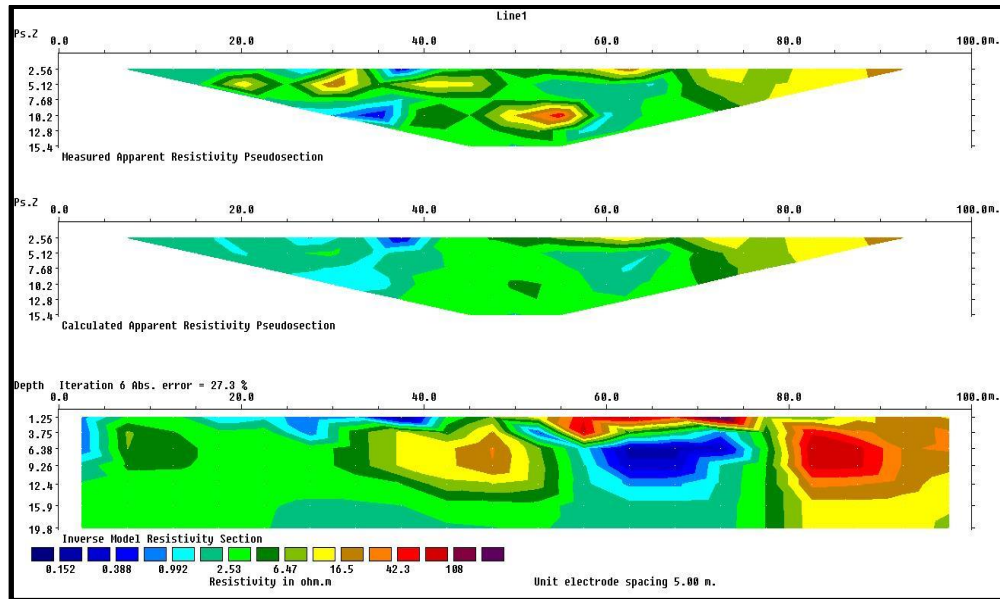 Line1
Ps.Z 0.0 20.0 40.0 60.0 80.0 100.0m.
2.56
5.12
7.68
10.2
12.8
15.4
Measured Apparent Resistivity Pseudosection
Ps.Z 0.0 20.0 40.0 60.0 80.0 100.0m.
2.56
5.12
7.68
10.2
12.8
15.4
Calculated Apparent Resistivity Pseudosection
Depth Iteration 6 Abs. error = 27.3 %
0.0 20.0 40.0 60.0 80.0 100.0m.
1.25
3.75
6.38
9.26
12.4
15.9
19.8
Inverse Model Resistivity Section
0.152 0.388 0.992 2.53 6.47 16.5 42.3 108
Resistivity in ohm.m Unit electrode spacing 5.00 m.